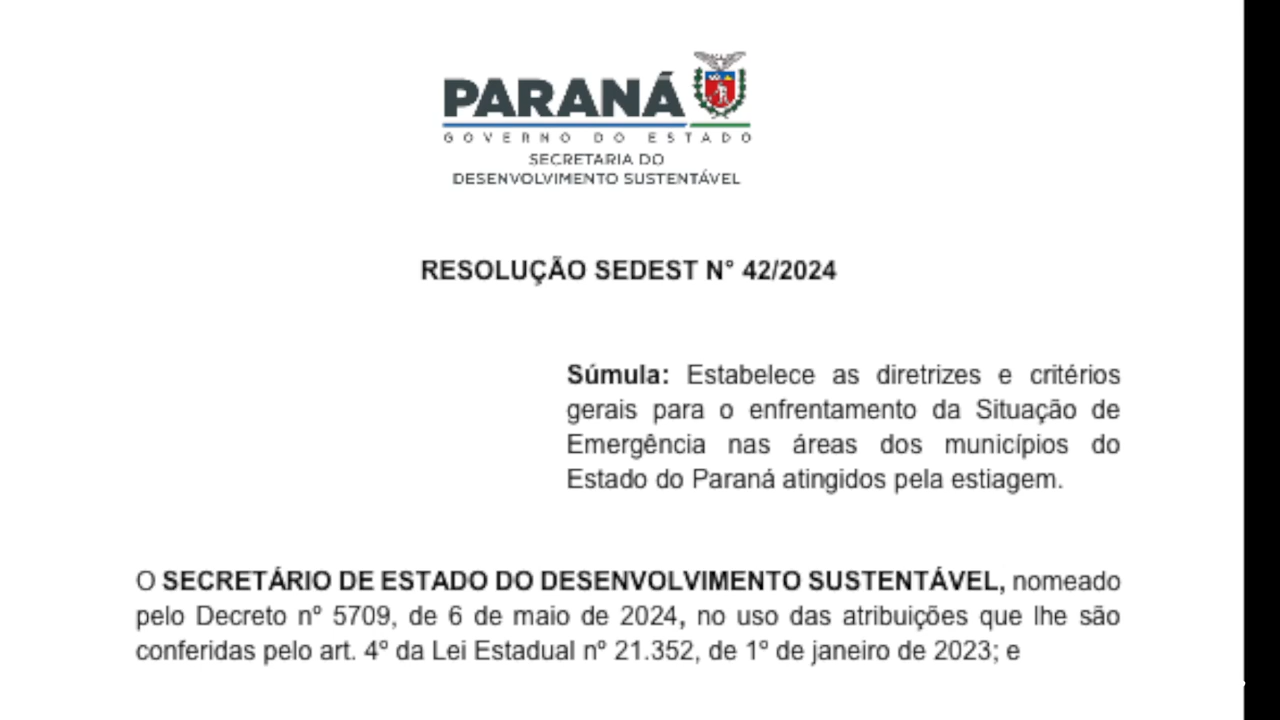 PARANÁ
GOVERNO DO ESTADO
SECRETARIA DO
DESENVOLVIMENTO SUSTENTÁVEL
RESOLUÇÃO SEDEST N° 42/2024
Súmula: Estabelece as diretrizes e critérios
gerais para o enfrentamento da Situação de
Emergência nas áreas dos municípios do
Estado do Paraná atingidos pela estiagem.
O SECRETÁRIO DE ESTADO DO DESENVOLVIMENTO SUSTENTÁVEL, nomeado
pelo Decreto nº 5709, de 6 de maio de 2024, no uso das atribuições que lhe são
conferidas pelo art. 4º da Lei Estadual nº 21.352, de 1º de janeiro de 2023; e